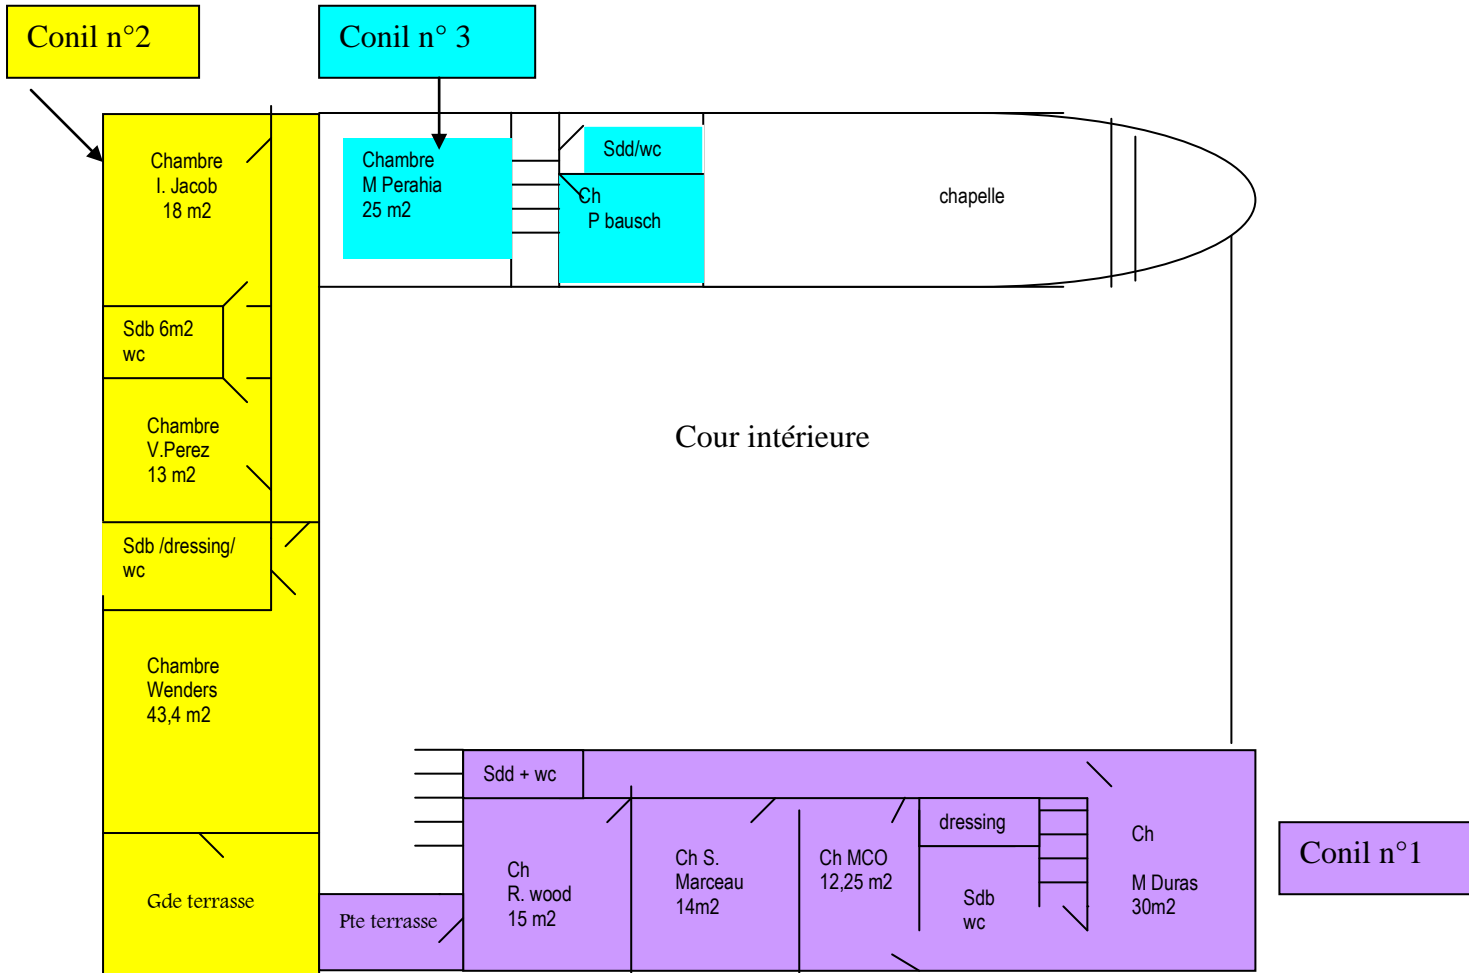 Conil n°2
Conil n° 3
Chambre
I. Jacob
18 m2
Chambre
M Perahia
25 m2
Sdd/wc
Ch
P bausch
chapelle
Sdb 6m2
wc
Chambre
V.Perez
13 m2
Cour intérieure
Sdb /dressing/
wc
Chambre
Wenders
43,4 m2
Gde terrasse
Pte terrasse
Sdd + wc
Ch
R. wood
15 m2
Ch S.
Marceau
14m2
Ch MCO
12,25 m2
dressing
Sdb
wc
Ch
M Duras
30m2
Conil n°1